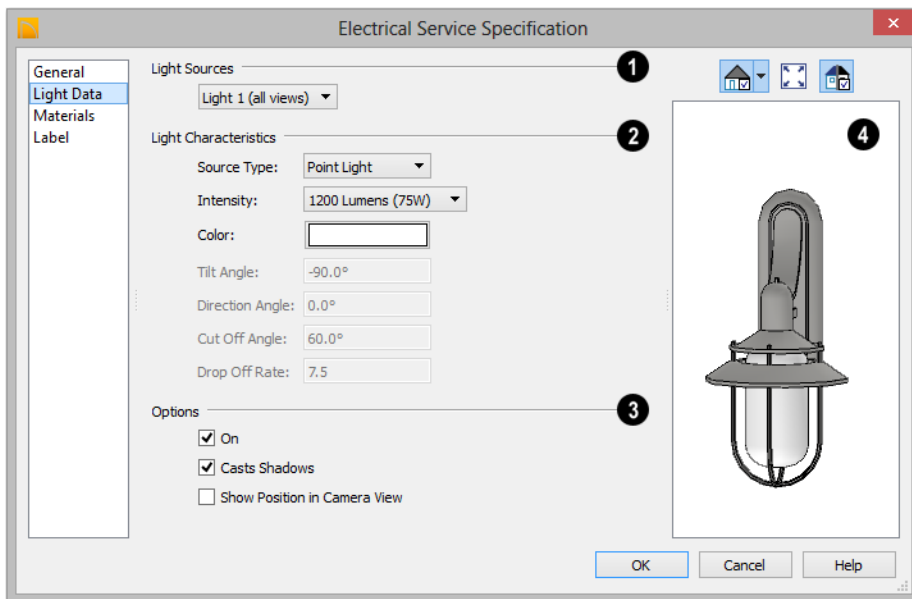 Electrical Service Specification
General
Light Data
Materials
Label
Light Sources
1
Light 1 (all views)
Light Characteristics
2
Source Type: Point Light
Intensity: 1200 Lumens (75W)
Color:
Tilt Angle: -90.0°
Direction Angle: 0.0°
Cut Off Angle: 60.0°
Drop Off Rate: 7.5
Options
3
On
Casts Shadows
Show Position in Camera View
4
OK Cancel Help